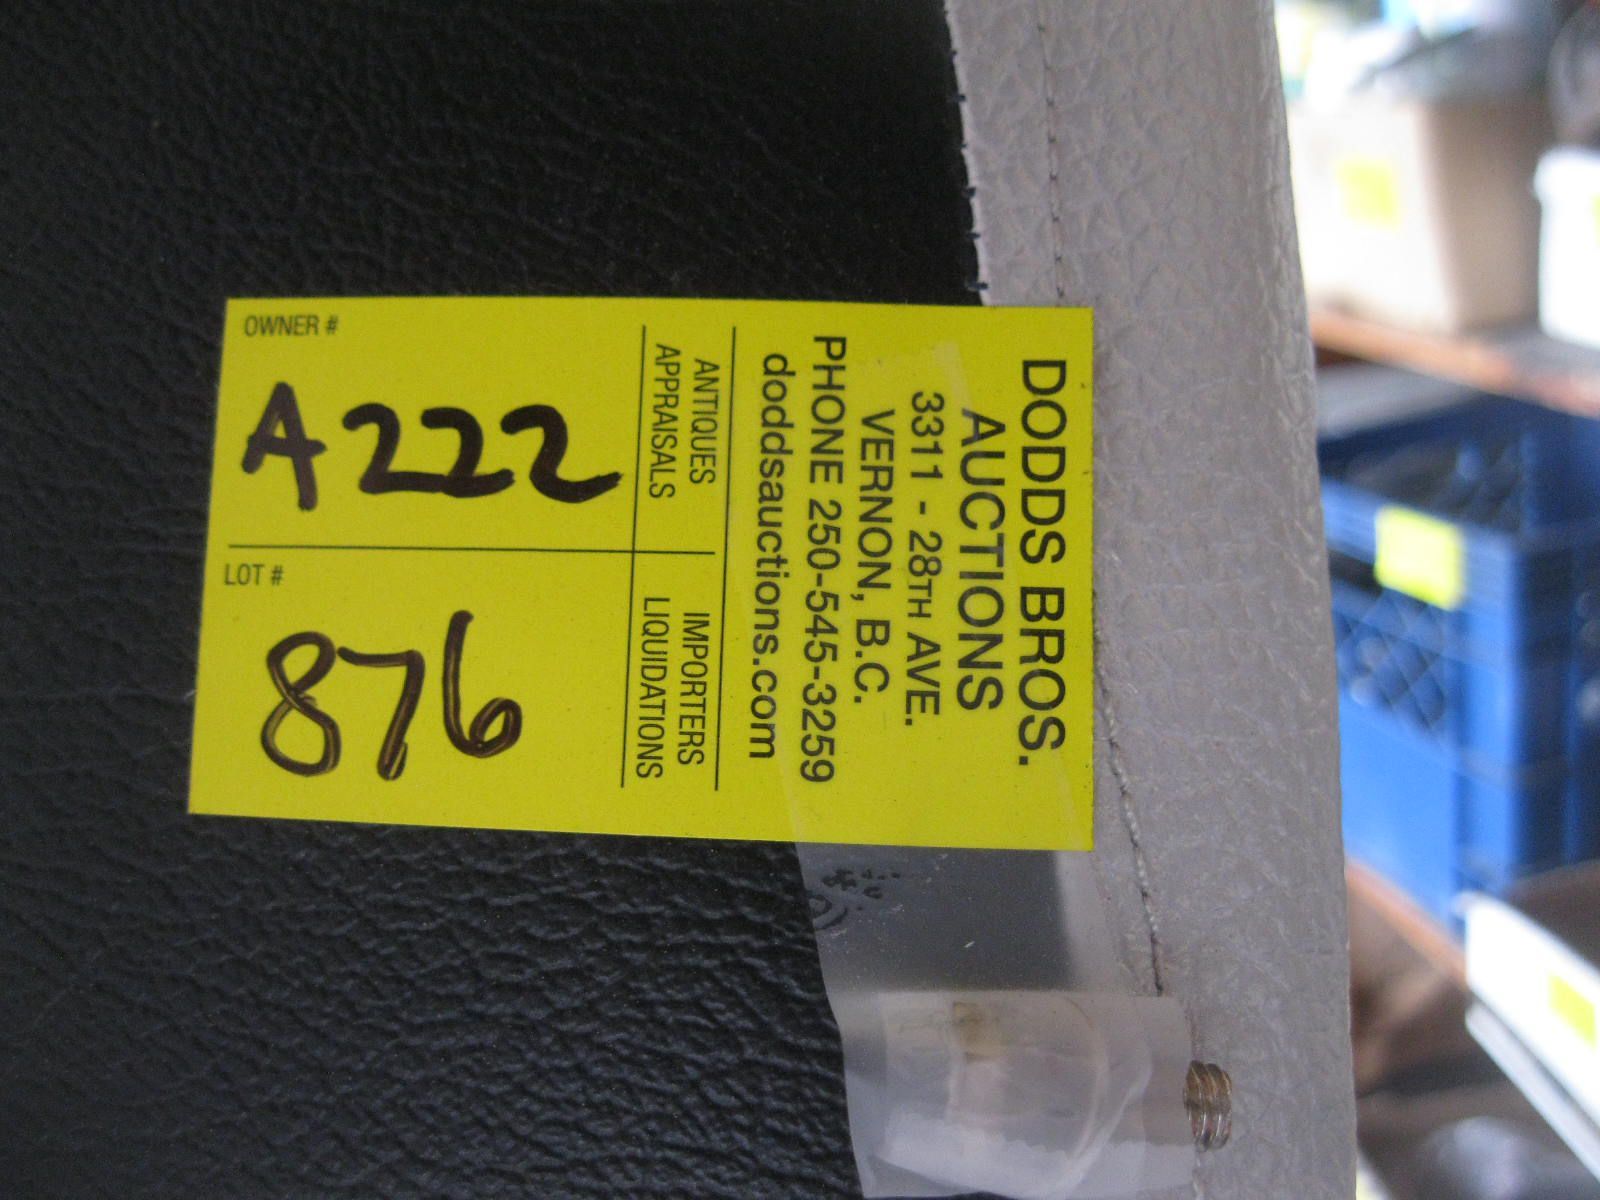 DODDS BROS.
AUCTIONS
3311 - 28TH AVE.
VERNON, B.C.
PHONE 250-545-3259
doddsauctions.com
ANTIQUES
APPRAISALS
IMPORTERS
LIQUIDATIONS
OWNER #
A222
LOT #
876